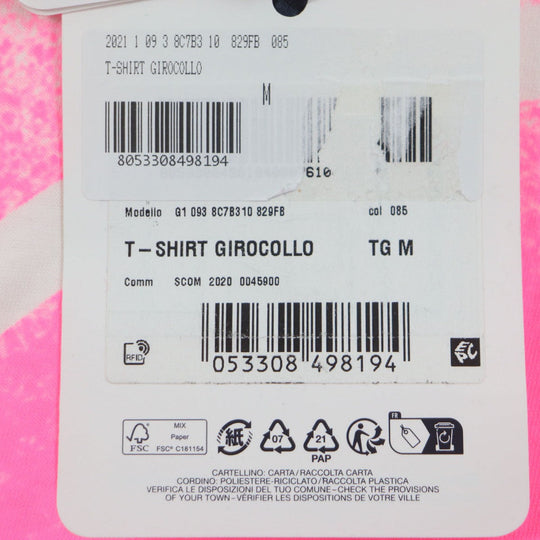 2021 1 09 3 8C7B3 10 829FB 085
T-SHIRT GIROCOLLO
M
8053308498194
610
Modello G1 093 8C7B310 829FB col 085
T-SHIRT GIROCOLLO TG M
Comm SCOM 2020 0045900
RFID
053308 498194
EPC
FSC
MIX
Paper
FSC® C181154
紙
07
21
PAP
FR
CARTELLINO: CARTA/RACCOLTA CARTA
CORDINO: POLIESTERE-RICICLATO/RACCOLTA PLASTICA
VERIFICA LE DISPOSIZIONI DEL TUO COMUNE-CHECK THE PROVISIONS
OF YOUR TOWN-VÉRIFIER LES DISPOSITIONS DE VOTRE VILLE